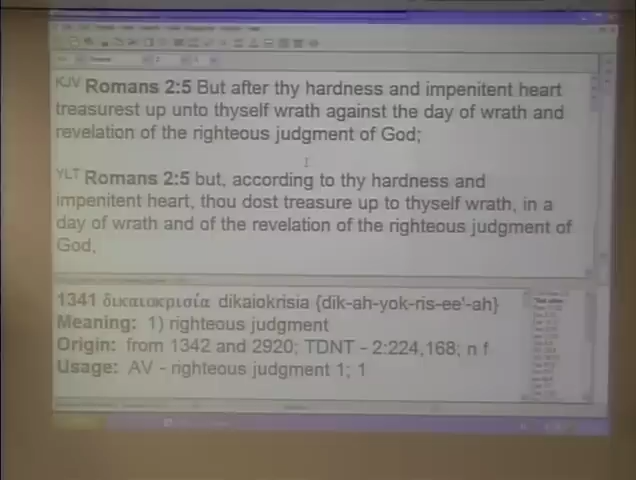 KJV Romans 2:5 But after thy hardness and impenitent heart
treasurest up unto thyself wrath against the day of wrath and
revelation of the righteous judgment of God;
YLT Romans 2:5 but, according to thy hardness and
impenitent heart, thou dost treasure up to thyself wrath, in a
day of wrath and of the revelation of the righteous judgment of
God,
1341 δικαιοκρισία dikaiokrisia {dik-ah-yok-ris-ee'-ah}
Meaning: 1) righteous judgment
Origin: from 1342 and 2920; TDNT - 2:224,168; n f
Usage: AV - righteous judgment 1; 1